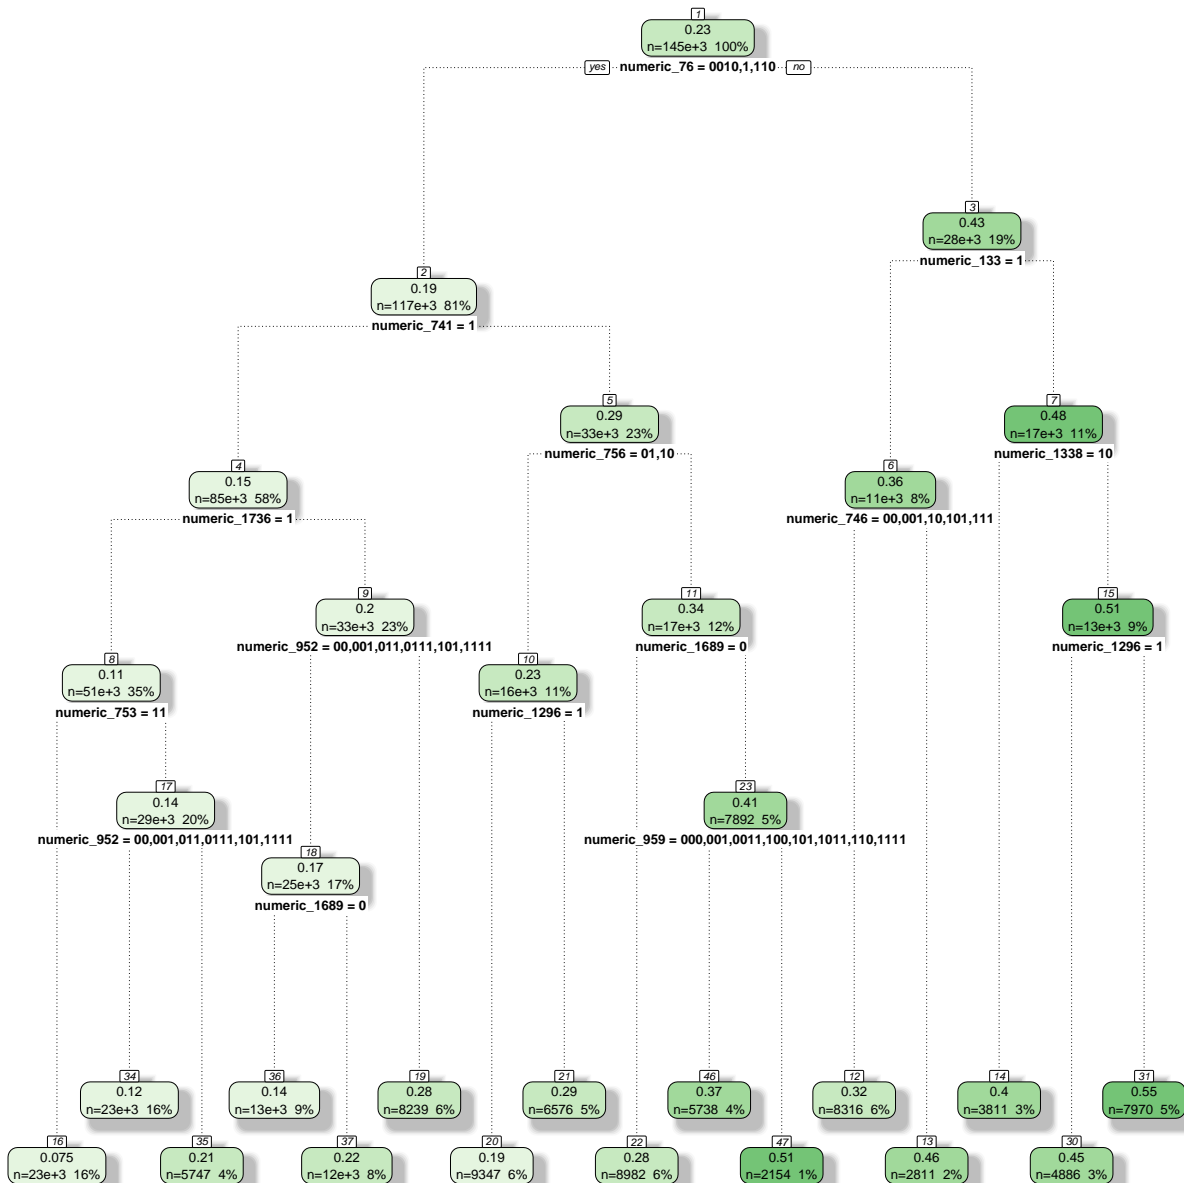 1
0.23
n=145e+3 100%
yes numeric_76 = 0010,1,110 no
3
0.43
n=28e+3 19%
numeric_133 = 1
2
0.19
n=117e+3 81%
numeric_741 = 1
5
0.29
n=33e+3 23%
numeric_756 = 01,10
7
0.48
n=17e+3 11%
numeric_1338 = 10
4
0.15
n=85e+3 58%
numeric_1736 = 1
6
0.36
n=11e+3 8%
numeric_746 = 00,001,10,101,111
9
0.2
n=33e+3 23%
numeric_952 = 00,001,011,0111,101,1111
11
0.34
n=17e+3 12%
numeric_1689 = 0
15
0.51
n=13e+3 9%
numeric_1296 = 1
8
0.11
n=51e+3 35%
numeric_753 = 11
10
0.23
n=16e+3 11%
numeric_1296 = 1
17
0.14
n=29e+3 20%
numeric_952 = 00,001,011,0111,101,1111
23
0.41
n=7892 5%
numeric_959 = 000,001,0011,100,101,1011,110,1111
18
0.17
n=25e+3 17%
numeric_1689 = 0
34
0.12
n=23e+3 16%
36
0.14
n=13e+3 9%
19
0.28
n=8239 6%
21
0.29
n=6576 5%
46
0.37
n=5738 4%
12
0.32
n=8316 6%
14
0.4
n=3811 3%
31
0.55
n=7970 5%
16
0.075
n=23e+3 16%
35
0.21
n=5747 4%
37
0.22
n=12e+3 8%
20
0.19
n=9347 6%
22
0.28
n=8982 6%
47
0.51
n=2154 1%
13
0.46
n=2811 2%
30
0.45
n=4886 3%